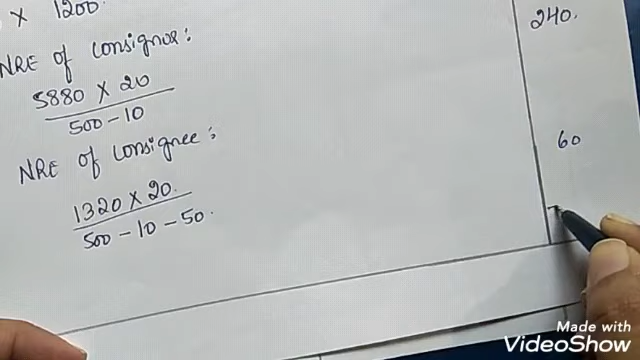 × 1200.
NRE of Consignor:
5880 × 20
500 - 10
240.
NRE of Consignee:
1320 × 20.
500 - 10 - 50.
60
Made with
VideoShow